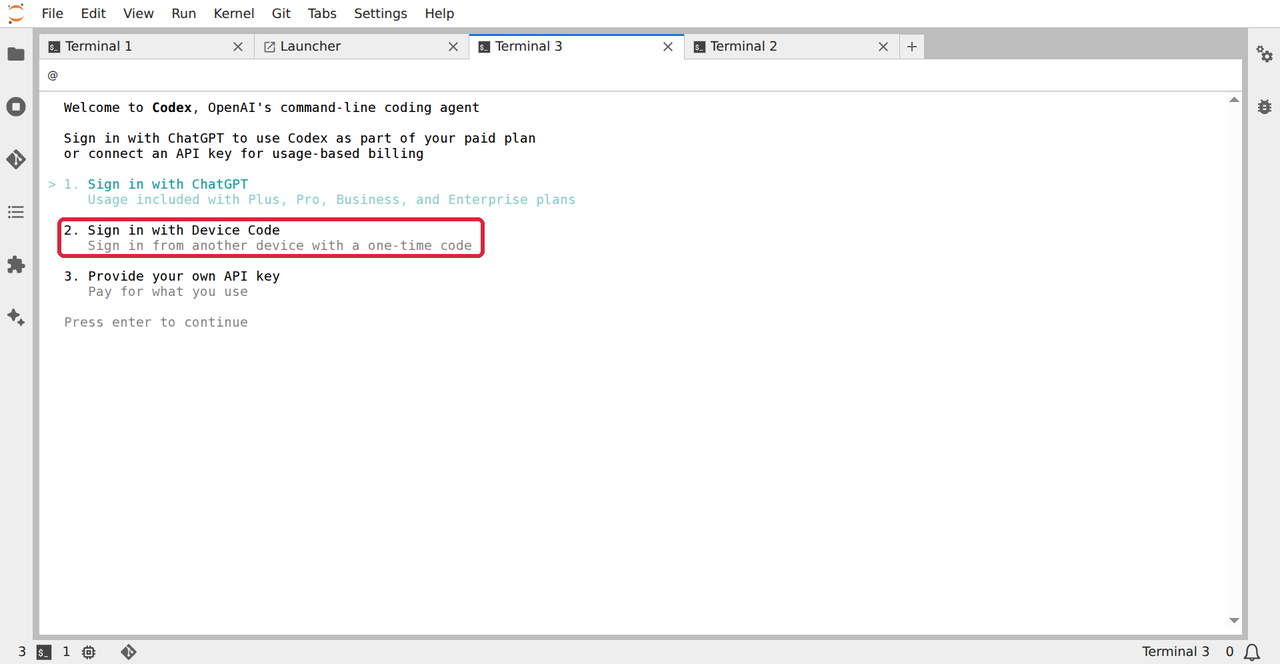 File Edit View Run Kernel Git Tabs Settings Help
Terminal 1 Launcher Terminal 3 Terminal 2
@
Welcome to Codex, OpenAI's command-line coding agent
Sign in with ChatGPT to use Codex as part of your paid plan
or connect an API key for usage-based billing
> 1. Sign in with ChatGPT
Usage included with Plus, Pro, Business, and Enterprise plans
2. Sign in with Device Code
Sign in from another device with a one-time code
3. Provide your own API key
Pay for what you use
Press enter to continue
3 $_ 1 Terminal 3 0